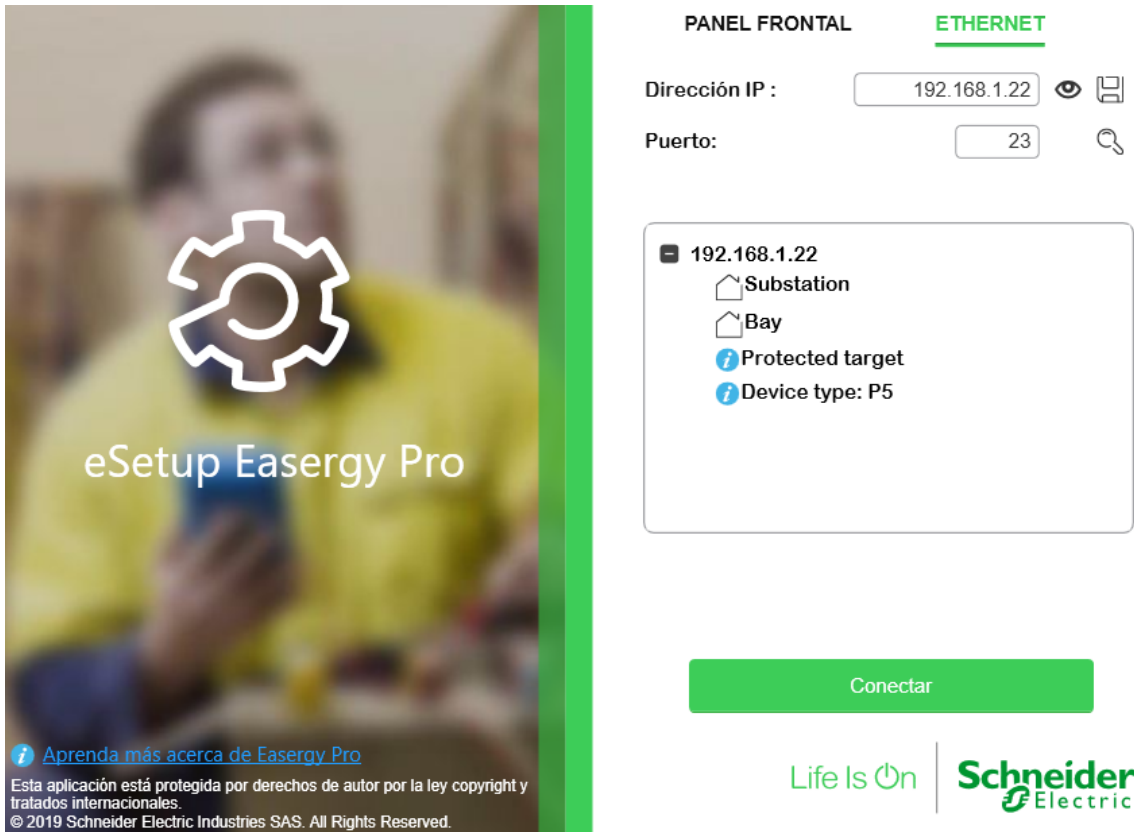 PANEL FRONTAL
ETHERNET
Dirección IP :
192.168.1.22
Puerto:
23
192.168.1.22
Substation
Bay
Protected target
Device type: P5
eSetup Easergy Pro
Conectar
Aprenda más acerca de Easergy Pro
Esta aplicación está protegida por derechos de autor por la ley copyright y
tratados internacionales.
© 2019 Schneider Electric Industries SAS. All Rights Reserved.
Life Is On
Schneider
Electric